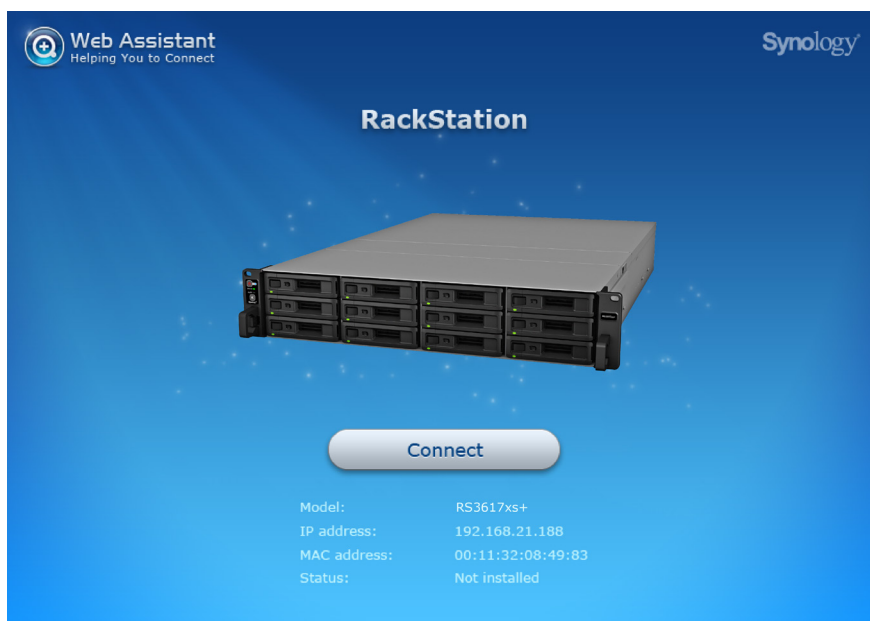 Web Assistant
Helping You to Connect
Synology
RackStation
Connect
Model: RS3617xs+
IP address: 192.168.21.188
MAC address: 00:11:32:08:49:83
Status: Not installed